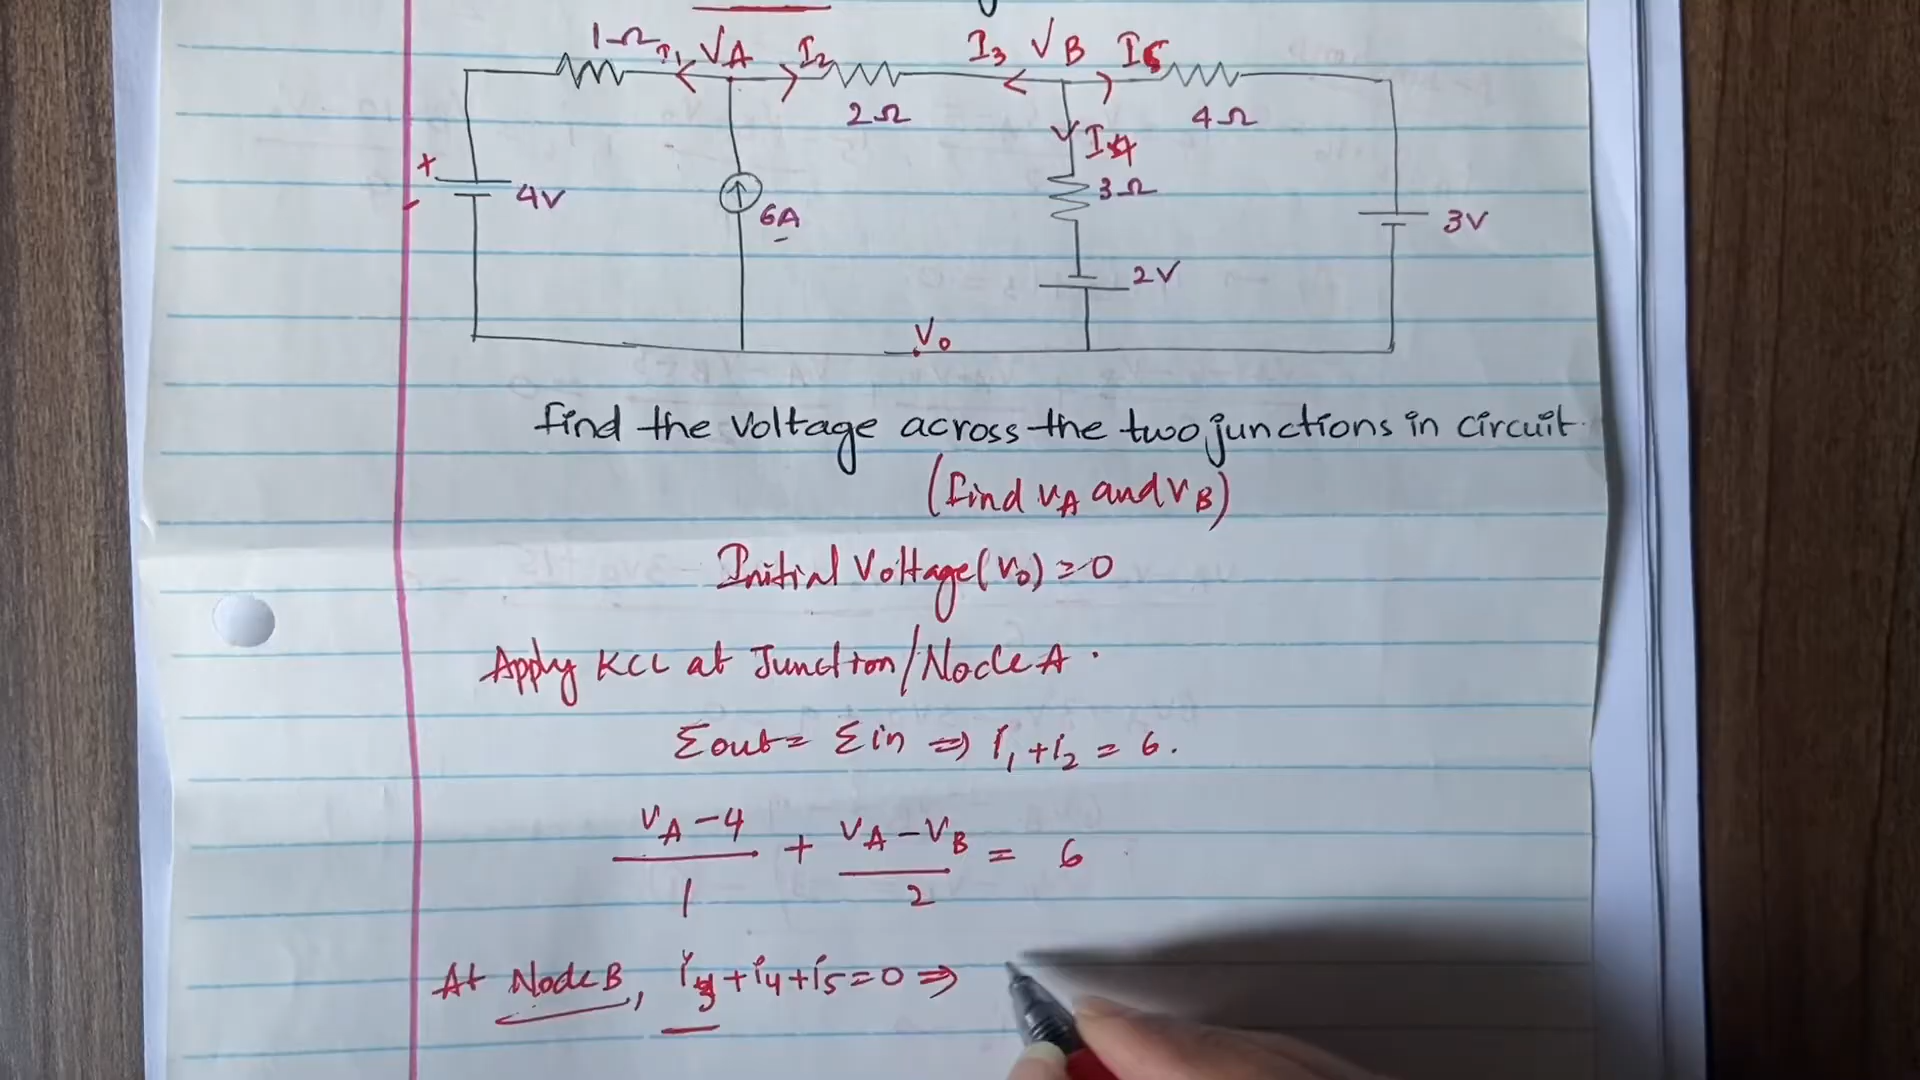 1Ω I₁ VA I₂ I₃ VB I5
2Ω 4Ω
I4
+ 3Ω
- 4V 6A 3V
2V
V₀
find the voltage across the two junctions in circuit.
(find vA and vB)
Initial Voltage(v₀) = 0
Apply KCL at Junction/Node A.
Σout = Σin ⇒ i₁ + i₂ = 6.
vA - 4 / 1 + vA - vB / 2 = 6
At Node B, i3 + i4 + i5 = 0 ⇒